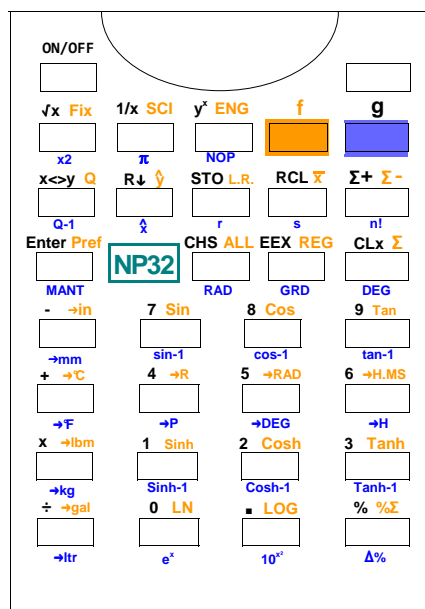 ON/OFF
√x Fix 1/x SCI yˣ ENG f g
x2 π NOP
x<>y Q R↓ ŷ STO L.R. RCL x̅ Σ+ Σ-
Q-1 x̂ r s n!
Enter Pref NP32 CHS ALL EEX REG CLx Σ
MANT RAD GRD DEG
- →in 7 Sin 8 Cos 9 Tan
→mm sin-1 cos-1 tan-1
+ →℃ 4 →R 5 →RAD 6 →H.MS
→℉ →P →DEG →H
x →lbm 1 Sinh 2 Cosh 3 Tanh
→kg Sinh-1 Cosh-1 Tanh-1
÷ →gal 0 LN . LOG % %Σ
→ltr eˣ 10ˣ² Δ%